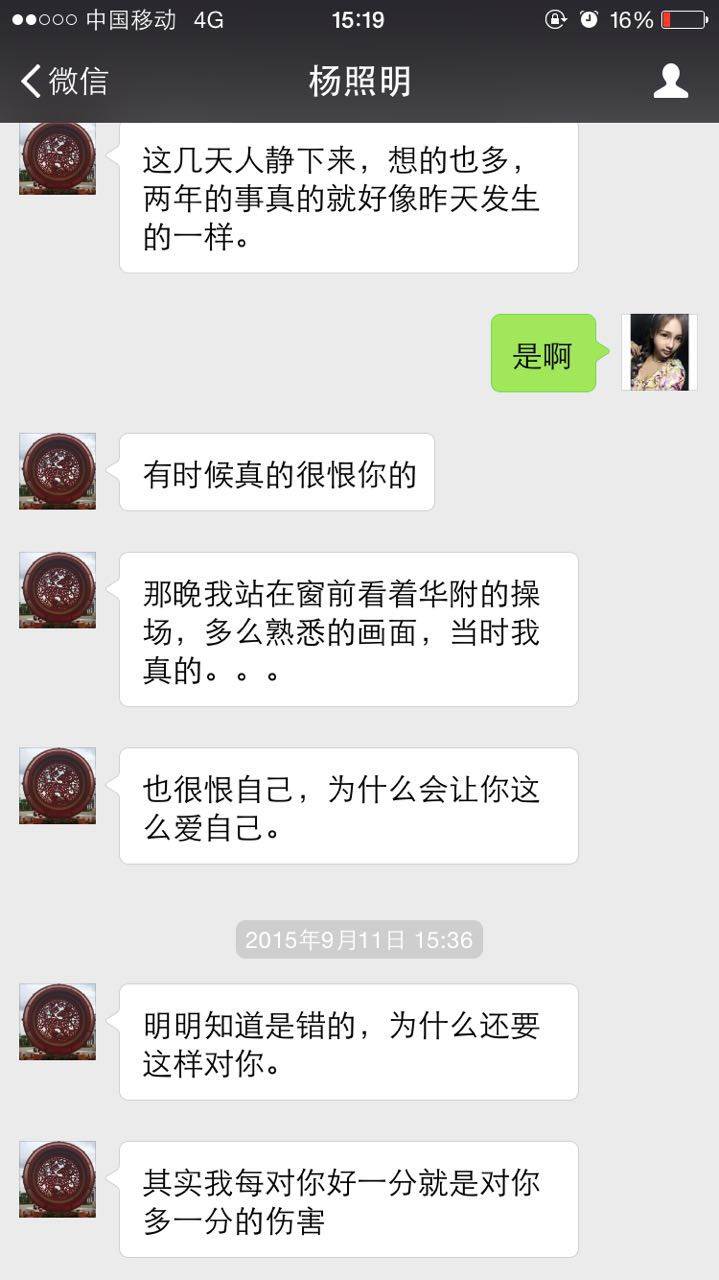 中国移动 4G 15:19 16%
微信 杨照明
这几天人静下来，想的也多，
两年的事真的就好像昨天发生
的一样。
是啊
有时候真的很恨你的
那晚我站在窗前看着华附的操
场，多么熟悉的画面，当时我
真的。。。
也很恨自己，为什么会让你这
么爱自己。
2015年9月11日 15:36
明明知道是错的，为什么还要
这样对你。
其实我每对你好一分就是对你
多一分的伤害